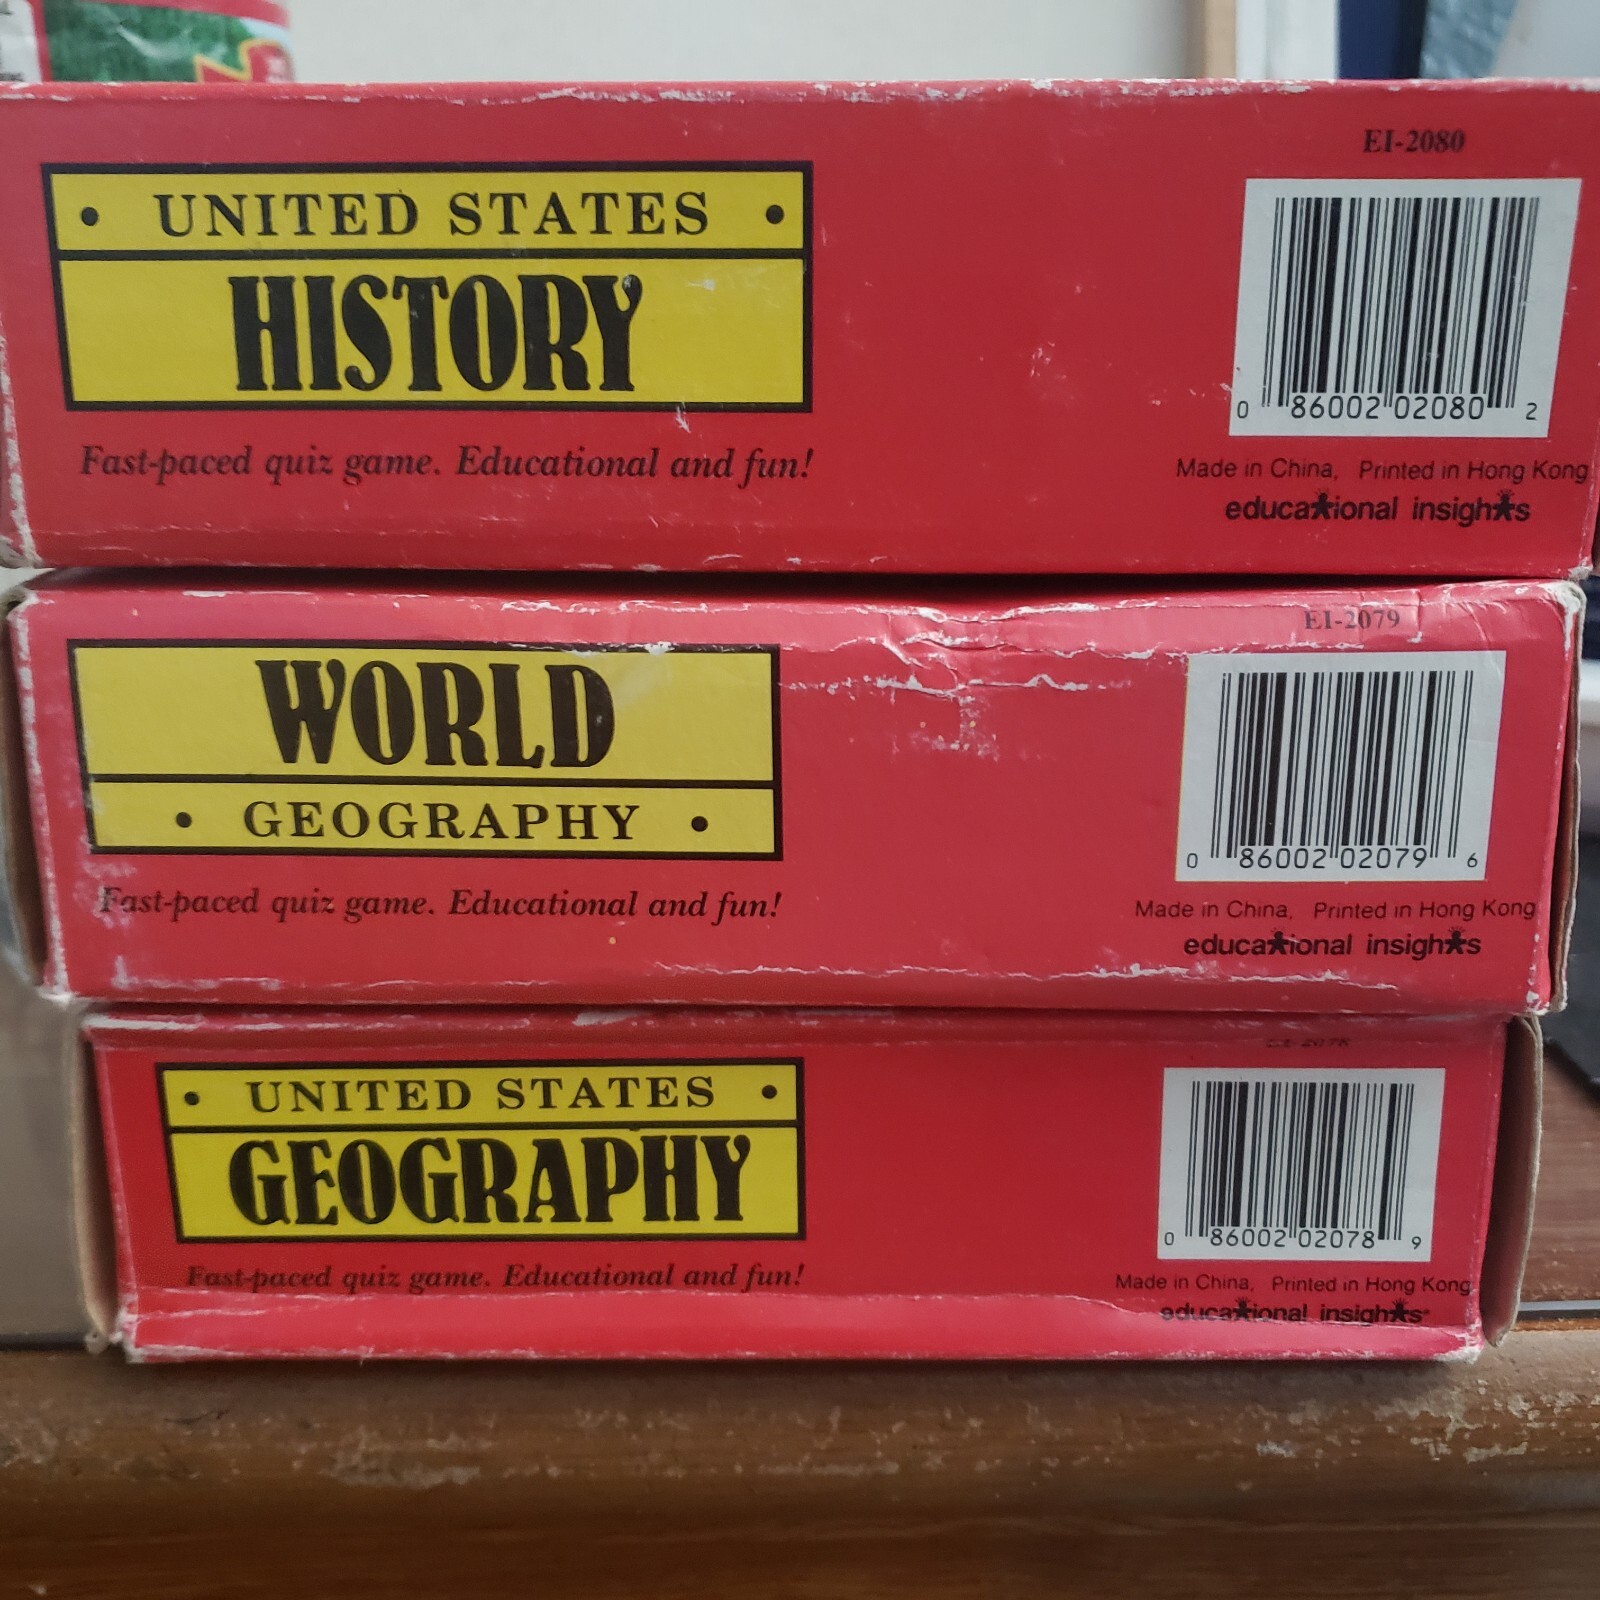 EI-2080
• UNITED STATES •
HISTORY
Fast-paced quiz game. Educational and fun!
0 86002 02080 2
Made in China, Printed in Hong Kong
educational insights
EI-2079
WORLD
• GEOGRAPHY •
Fast-paced quiz game. Educational and fun!
0 86002 02079 6
Made in China, Printed in Hong Kong
educational insights
EI-2078
• UNITED STATES •
GEOGRAPHY
Fast-paced quiz game. Educational and fun!
0 86002 02078 9
Made in China, Printed in Hong Kong
educational insights